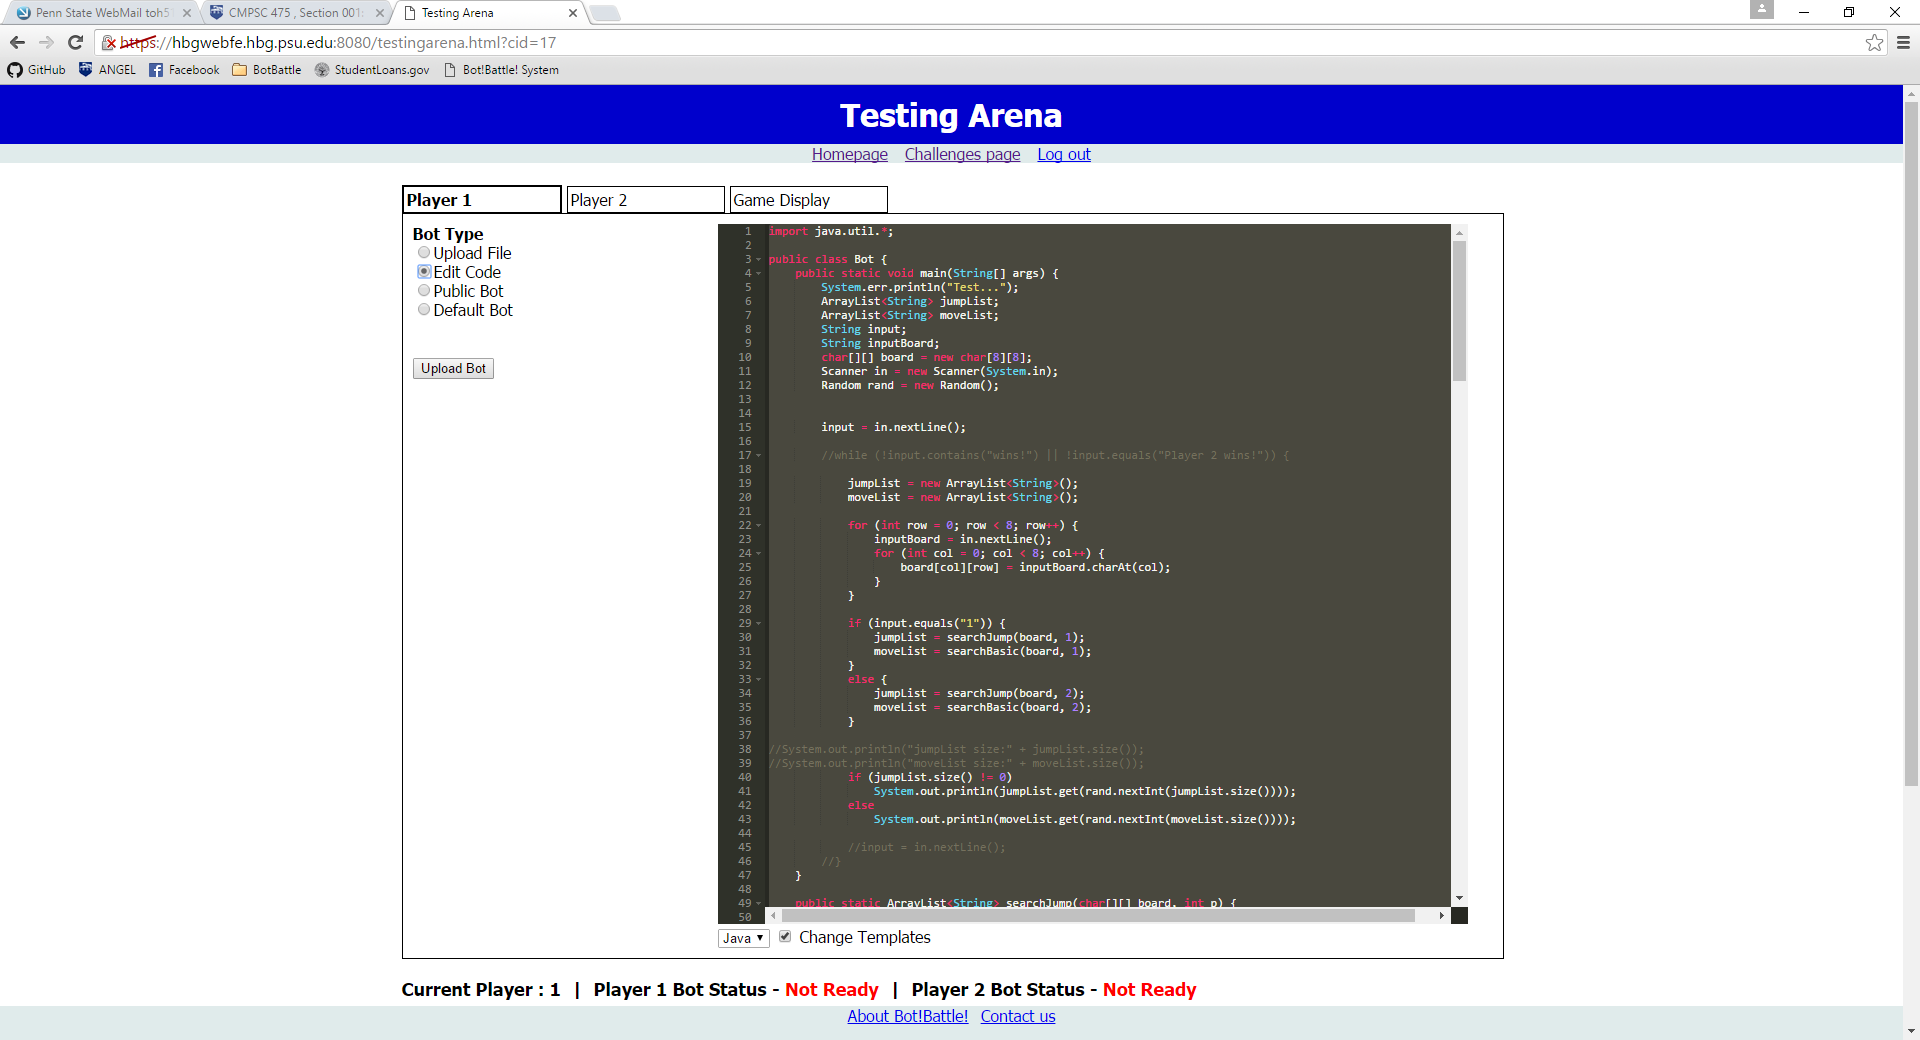 Penn State WebMail toh5
CMPSC 475 , Section 001:
Testing Arena
https://hbgwebfe.hbg.psu.edu:8080/testingarena.html?cid=17
GitHub ANGEL Facebook BotBattle StudentLoans.gov Bot!Battle! System
Testing Arena
Homepage Challenges page Log out
Player 1 Player 2 Game Display
Bot Type
Upload File
Edit Code
Public Bot
Default Bot
Upload Bot
1 import java.util.*;
2
3 public class Bot {
4 public static void main(String[] args) {
5 System.err.println("Test...");
6 ArrayList<String> jumpList;
7 ArrayList<String> moveList;
8 String input;
9 String inputBoard;
10 char[][] board = new char[8][8];
11 Scanner in = new Scanner(System.in);
12 Random rand = new Random();
13
14
15 input = in.nextLine();
16
17 //while (!input.contains("wins!") || !input.equals("Player 2 wins!")) {
18
19 jumpList = new ArrayList<String>();
20 moveList = new ArrayList<String>();
21
22 for (int row = 0; row < 8; row++) {
23 inputBoard = in.nextLine();
24 for (int col = 0; col < 8; col++) {
25 board[col][row] = inputBoard.charAt(col);
26 }
27 }
28
29 if (input.equals("1")) {
30 jumpList = searchJump(board, 1);
31 moveList = searchBasic(board, 1);
32 }
33 else {
34 jumpList = searchJump(board, 2);
35 moveList = searchBasic(board, 2);
36 }
37
38 //System.out.println("jumpList size:" + jumpList.size());
39 //System.out.println("moveList size:" + moveList.size());
40 if (jumpList.size() != 0)
41 System.out.println(jumpList.get(rand.nextInt(jumpList.size())));
42 else
43 System.out.println(moveList.get(rand.nextInt(moveList.size())));
44
45 //input = in.nextLine();
46 //}
47 }
48
49 public static ArrayList<String> searchJump(char[][] board, int p) {
50
Java Change Templates
Current Player : 1 | Player 1 Bot Status - Not Ready | Player 2 Bot Status - Not Ready
About Bot!Battle! Contact us